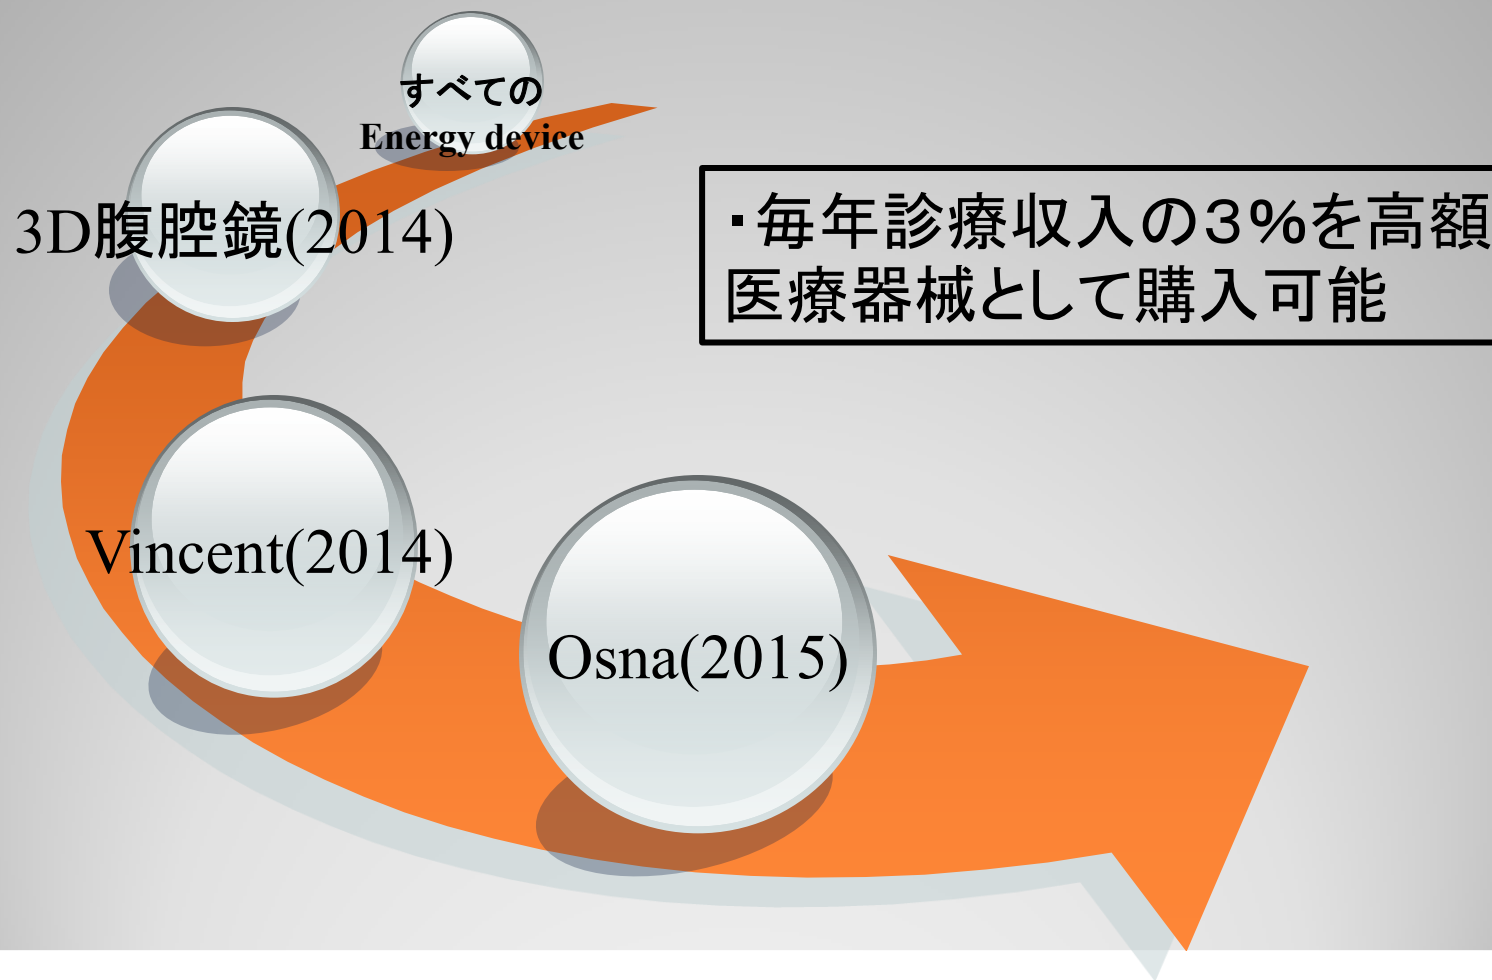 すべての
Energy device
3D腹腔鏡(2014)
・毎年診療収入の3%を高額
医療器械として購入可能
Vincent(2014)
Osna(2015)